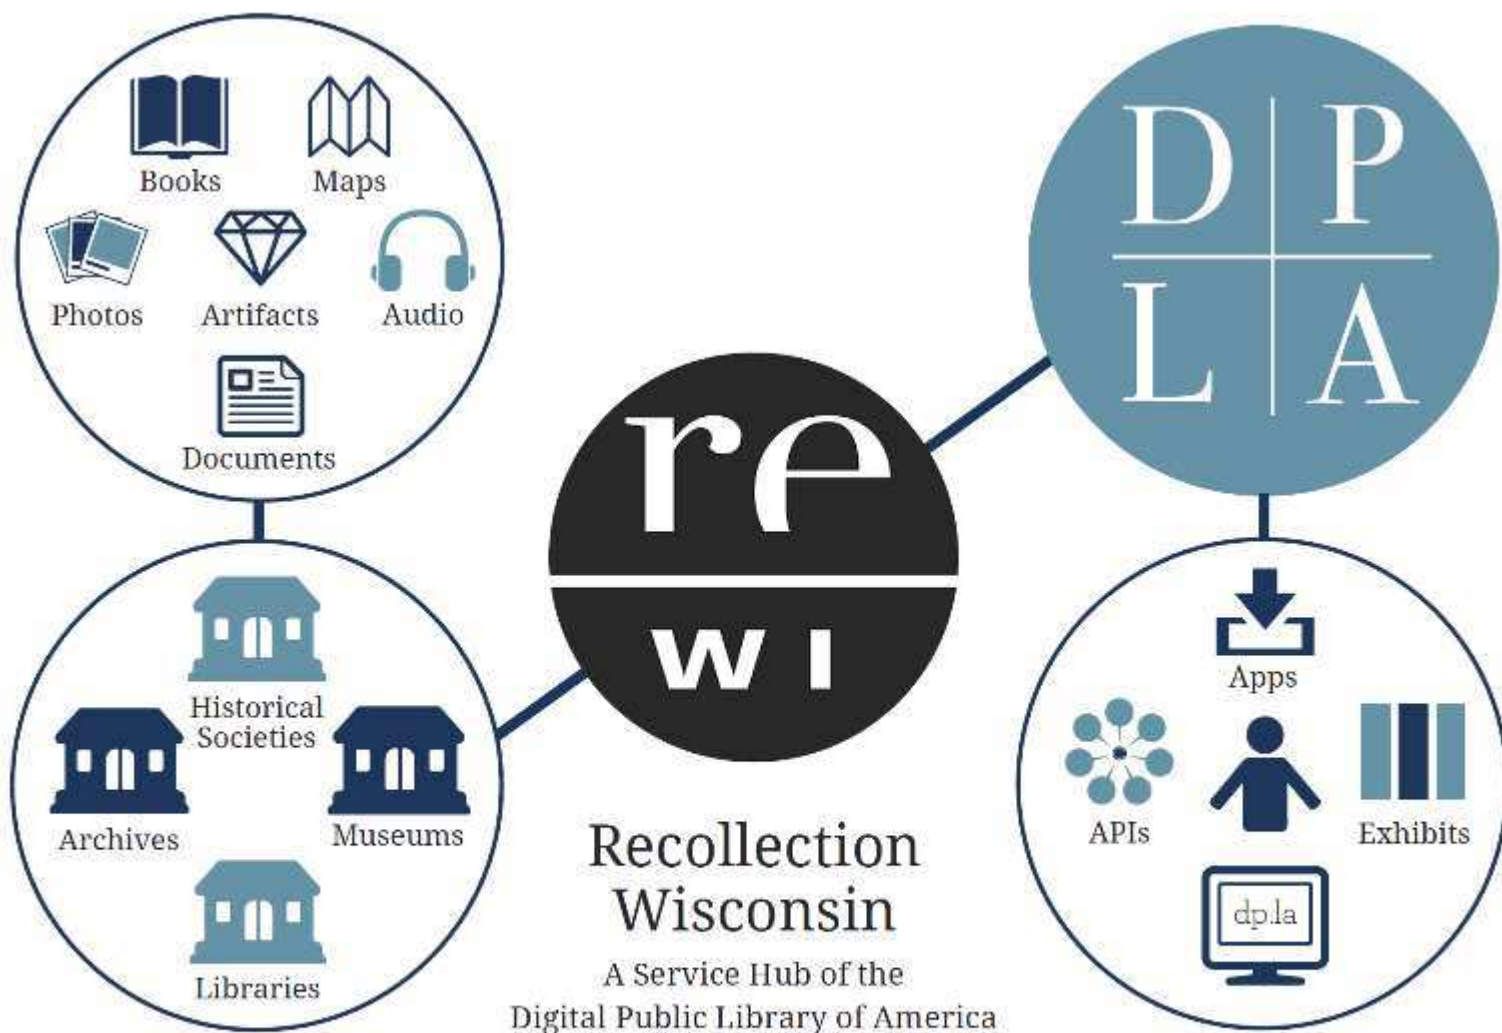 Books
Maps
Photos
Artifacts
Audio
Documents
D P
L A
re
WI
Historical
Societies
Archives
Museums
Libraries
Recollection
Wisconsin
A Service Hub of the
Digital Public Library of America
Apps
APIs
Exhibits
dp.la